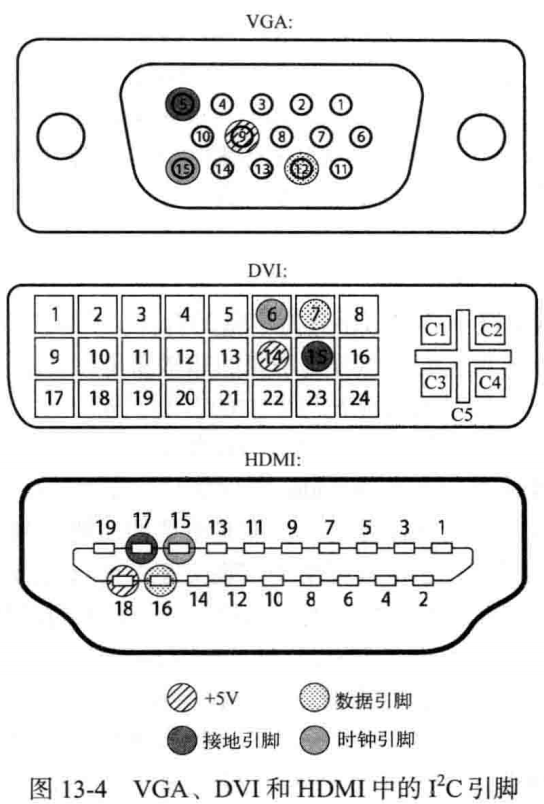 VGA:
5 4 3 2 1
10 9 8 7 6
15 14 13 12 11
DVI:
1 2 3 4 5 6 7 8
9 10 11 12 13 14 15 16
17 18 19 20 21 22 23 24
C1 C2
C3 C4
C5
HDMI:
19 17 15 13 11 9 7 5 3 1
18 16 14 12 10 8 6 4 2
+5V 数据引脚
接地引脚 时钟引脚
图 13-4 VGA、DVI 和 HDMI 中的 I²C 引脚